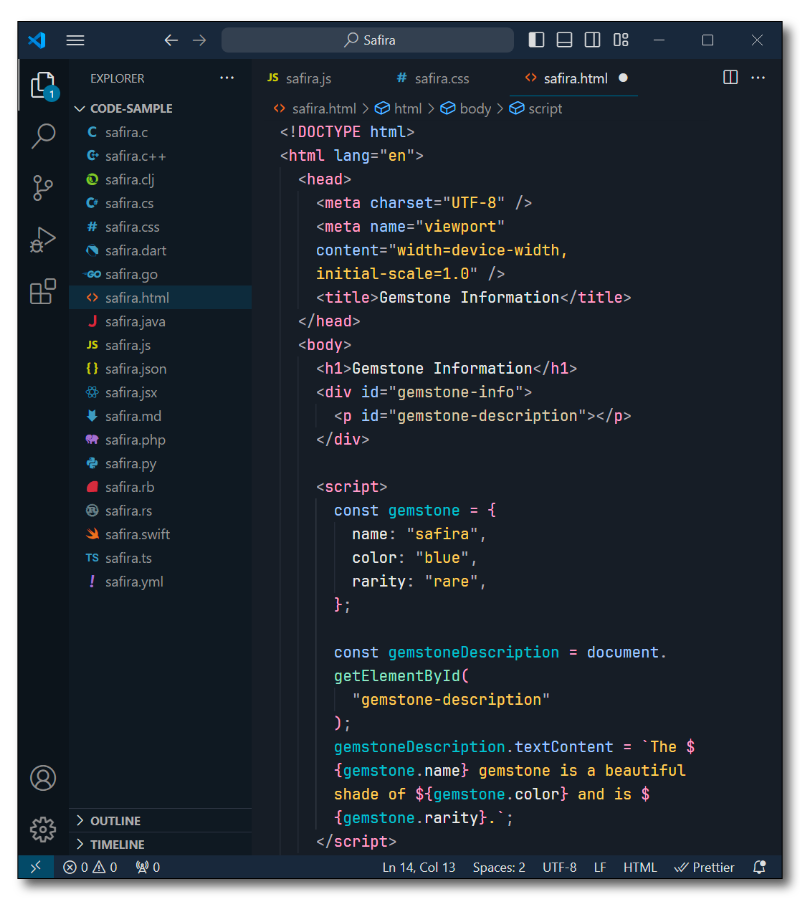 Safira
EXPLORER ···
JS safira.js
# safira.css
<> safira.html ●
1
CODE-SAMPLE
<> safira.html > html > body > script
C safira.c
C+ safira.c++
safira.clj
C# safira.cs
# safira.css
safira.dart
GO safira.go
<> safira.html
J safira.java
JS safira.js
{} safira.json
safira.jsx
safira.md
safira.php
safira.py
safira.rb
safira.rs
safira.swift
TS safira.ts
! safira.yml
OUTLINE
TIMELINE
<!DOCTYPE html>
<html lang="en">
<head>
<meta charset="UTF-8" />
<meta name="viewport"
content="width=device-width,
initial-scale=1.0" />
<title>Gemstone Information</title>
</head>
<body>
<h1>Gemstone Information</h1>
<div id="gemstone-info">
<p id="gemstone-description"></p>
</div>
<script>
const gemstone = {
name: "safira",
color: "blue",
rarity: "rare",
};
const gemstoneDescription = document.
getElementById(
"gemstone-description"
);
gemstoneDescription.textContent = `The $
{gemstone.name} gemstone is a beautiful
shade of ${gemstone.color} and is $
{gemstone.rarity}.`;
</script>
0 0 0
Ln 14, Col 13 Spaces: 2 UTF-8 LF HTML Prettier